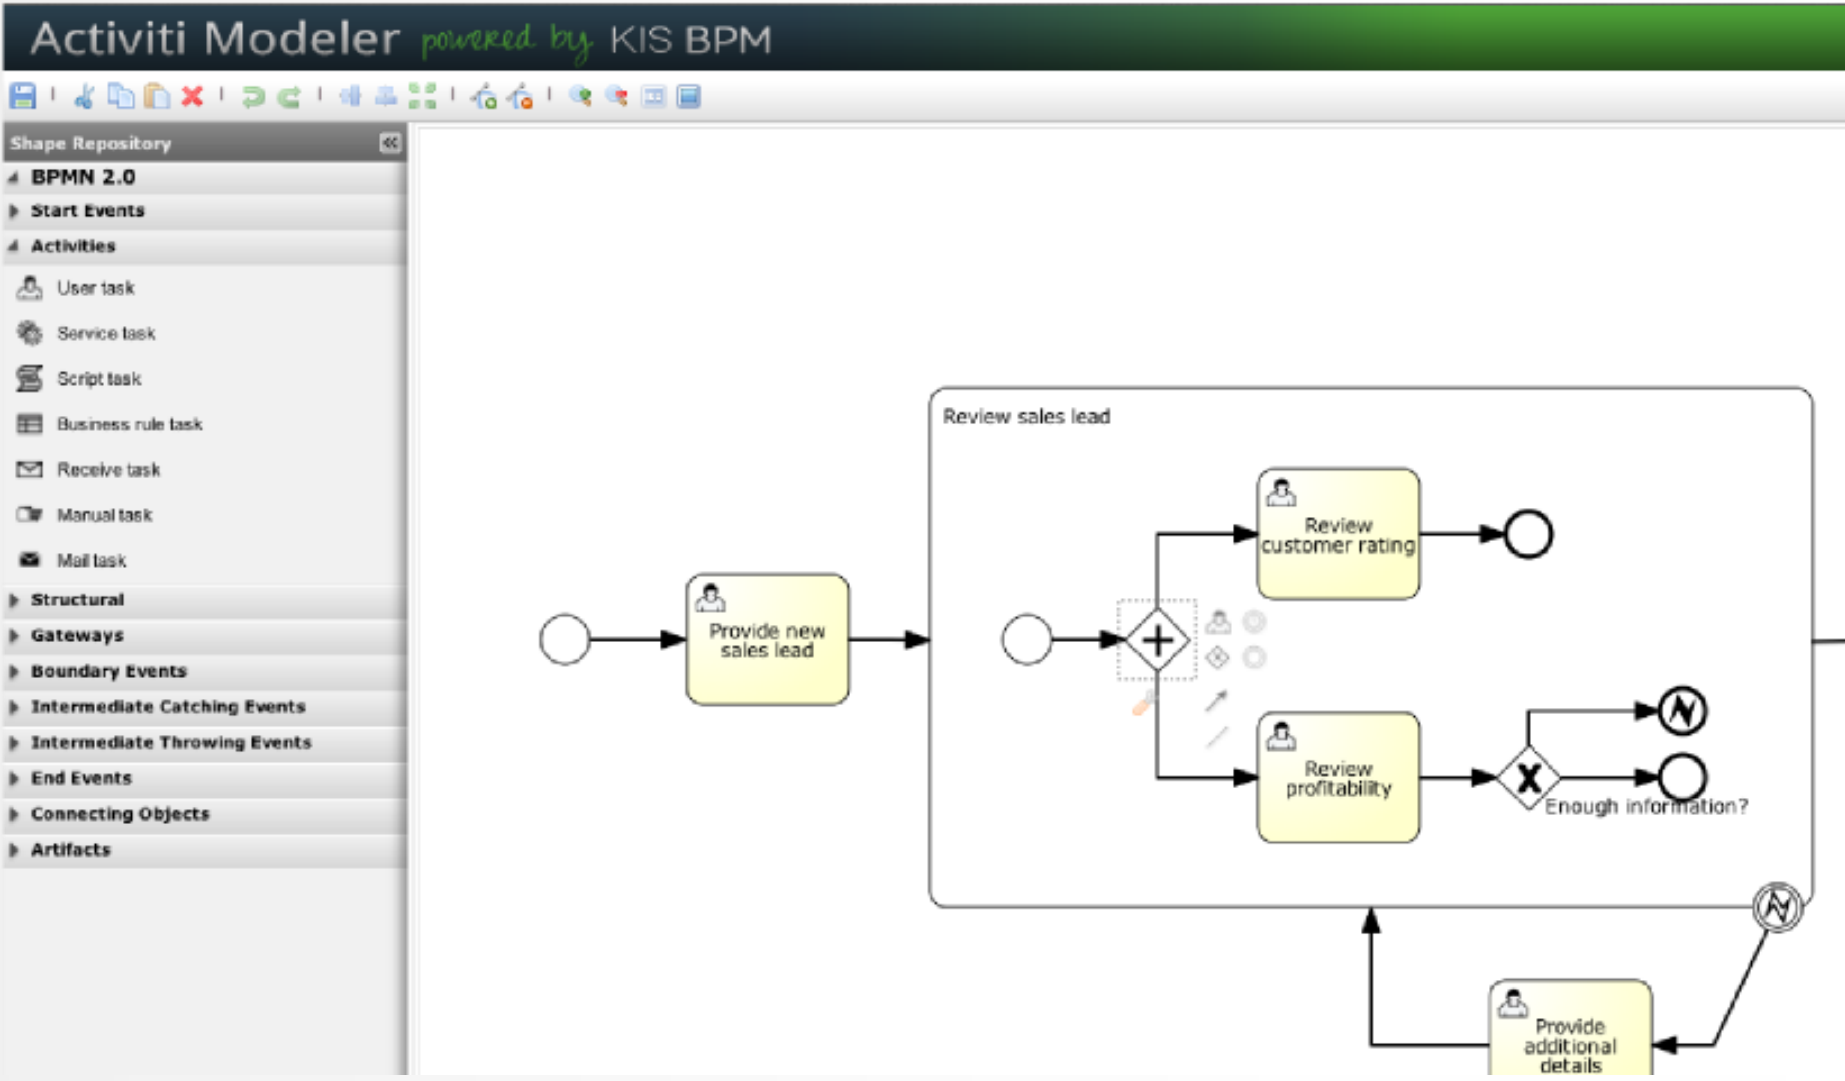 Activiti Modeler powered by KIS BPM
Shape Repository
BPMN 2.0
Start Events
Activities
User task
Service task
Script task
Business rule task
Receive task
Manual task
Mail task
Structural
Gateways
Boundary Events
Intermediate Catching Events
Intermediate Throwing Events
End Events
Connecting Objects
Artifacts
Provide new
sales lead
Review sales lead
Review
customer rating
Review
profitability
Enough information?
Provide
additional
details